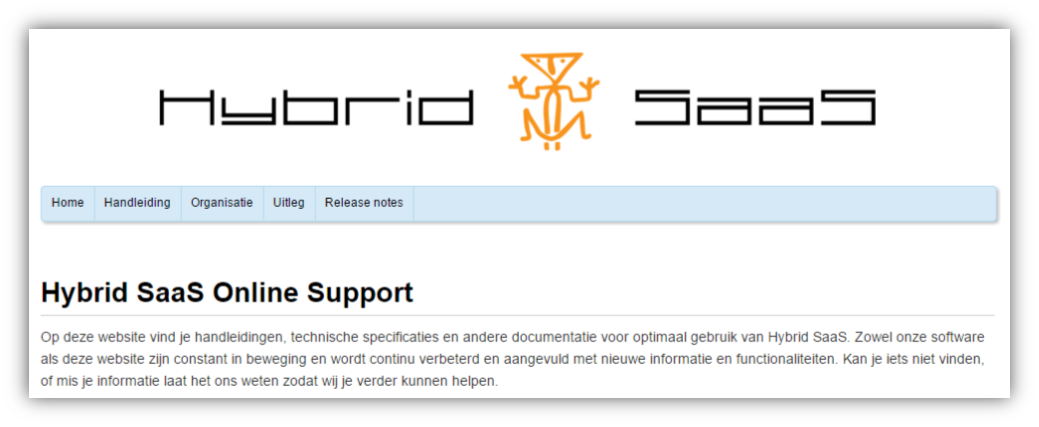 Hybrid SaaS
Home Handleiding Organisatie Uitleg Release notes
Hybrid SaaS Online Support
Op deze website vind je handleidingen, technische specificaties en andere documentatie voor optimaal gebruik van Hybrid SaaS. Zowel onze software
als deze website zijn constant in beweging en wordt continu verbeterd en aangevuld met nieuwe informatie en functionaliteiten. Kan je iets niet vinden,
of mis je informatie laat het ons weten zodat wij je verder kunnen helpen.